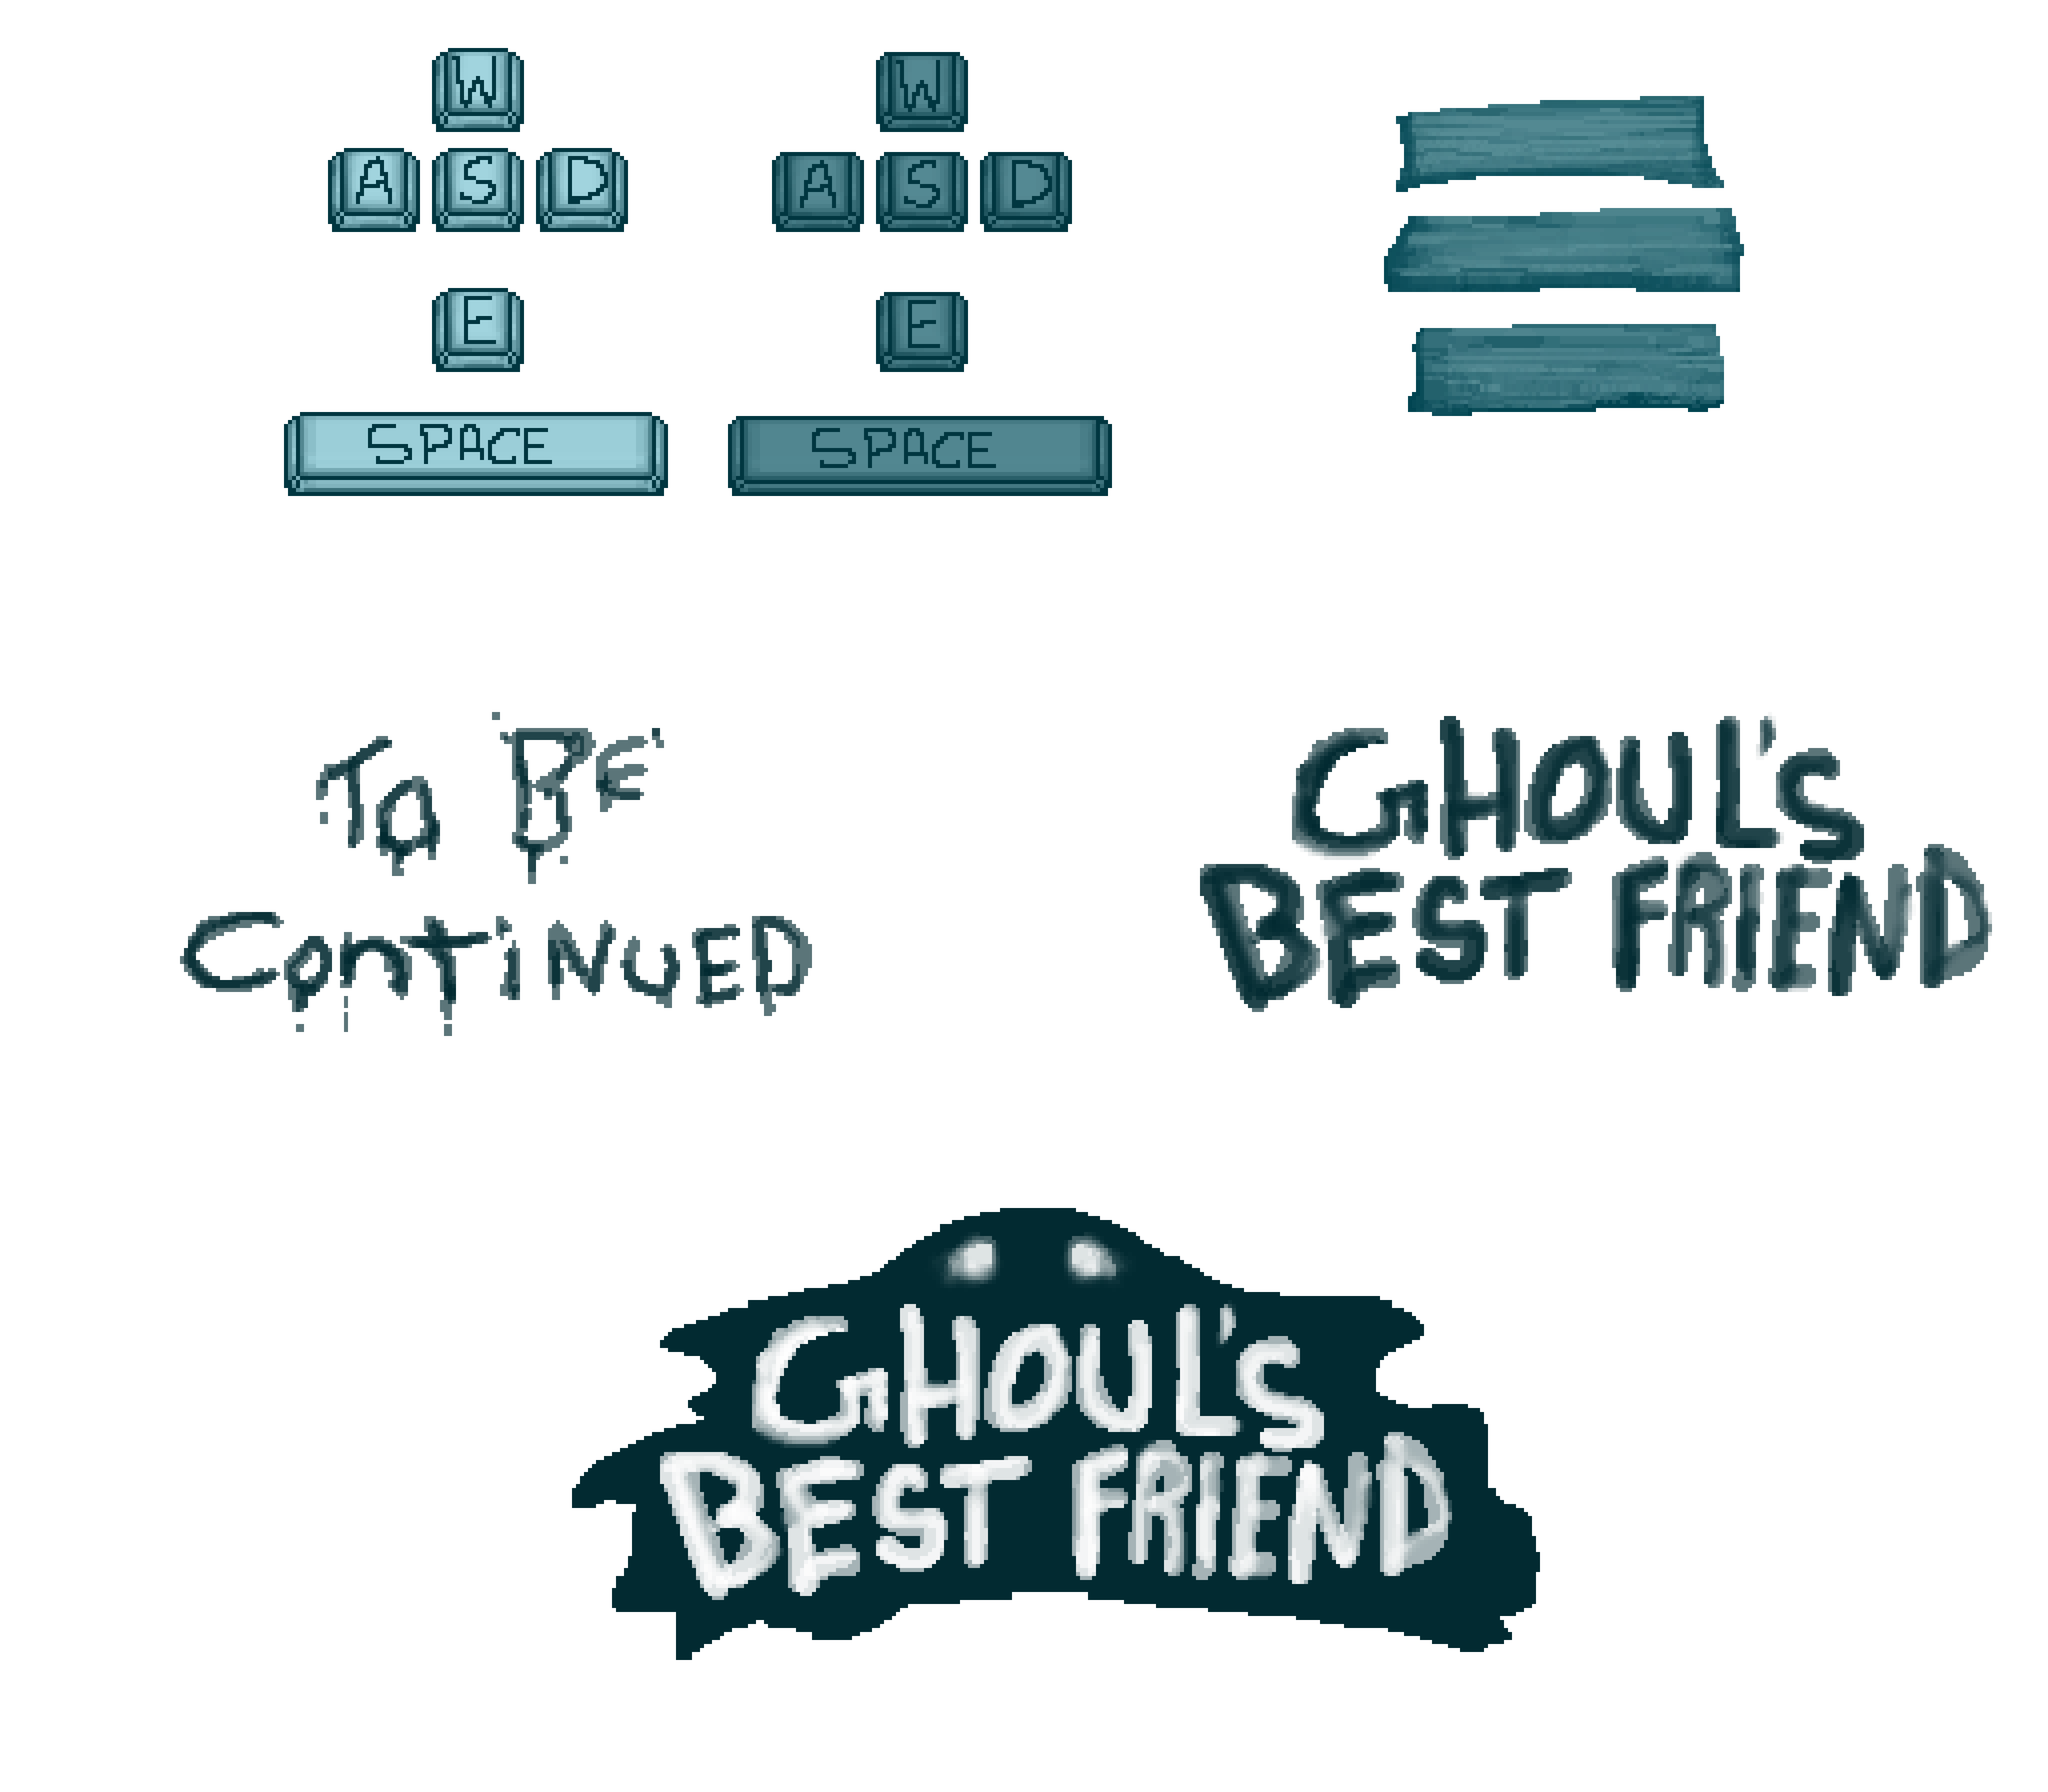 W W
A S D A S D
E E
SPACE SPACE
To BE
ContiNUED
GHOUL's
BEST FRIEND
GHOUL's
BEST FRIEND